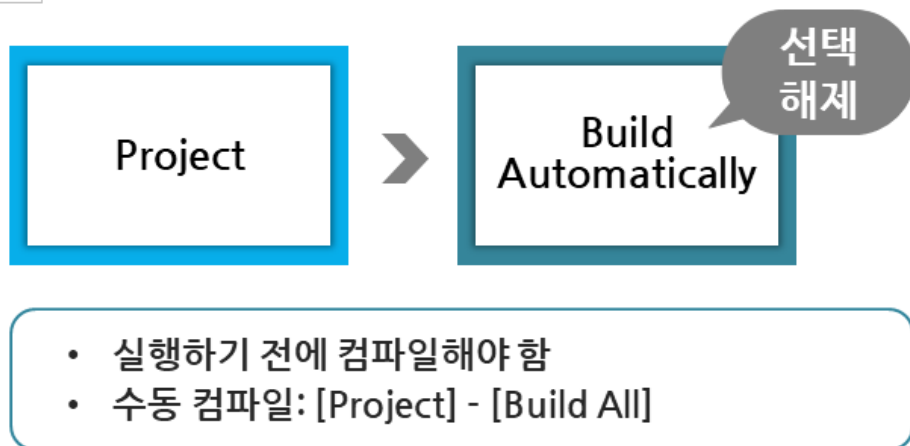 선택
해제
Project
Build
Automatically
• 실행하기 전에 컴파일해야 함
• 수동 컴파일: [Project] - [Build All]